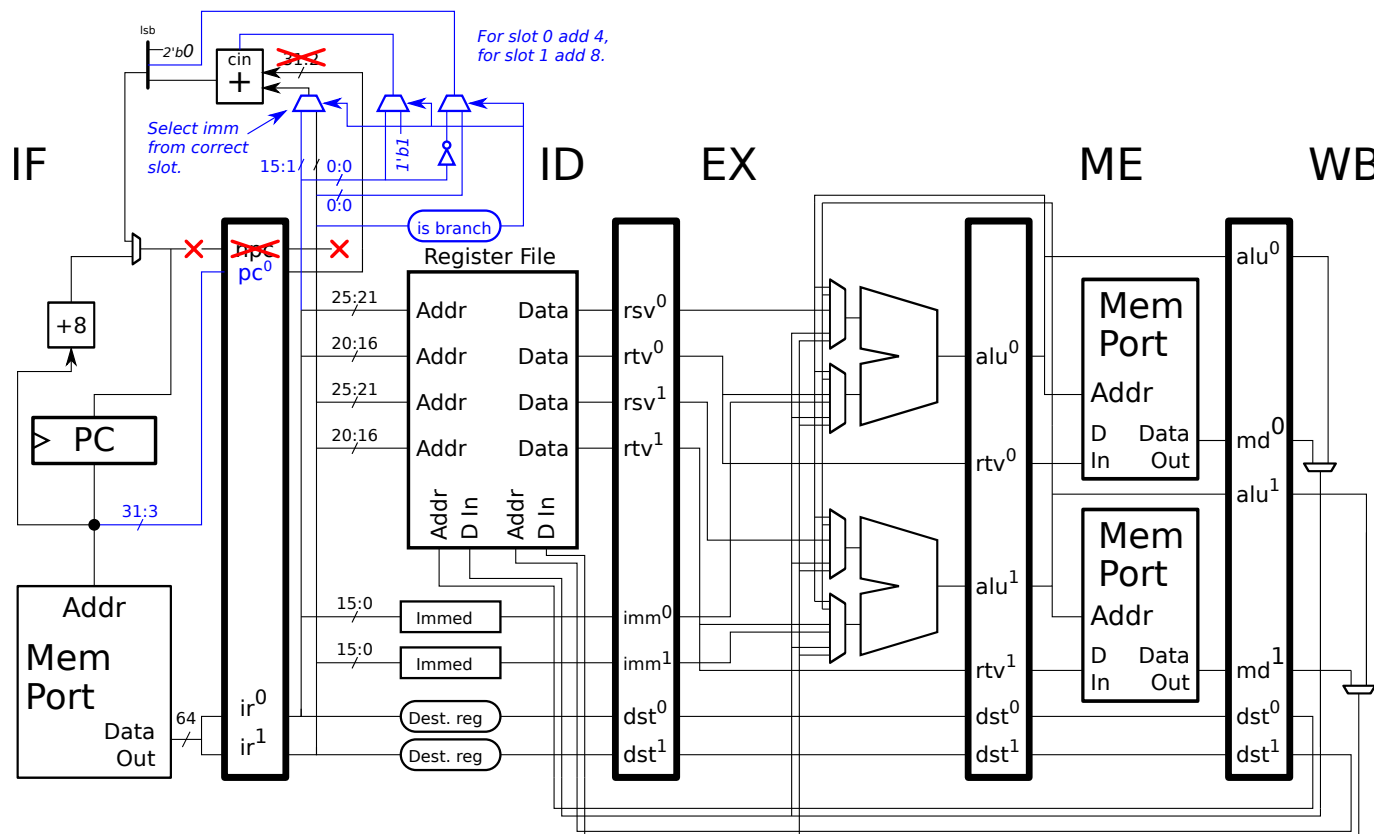 lsb
2'b0
cin
+
31:2
For slot 0 add 4,
for slot 1 add 8.
Select imm
from correct
slot.
15:1
0:0
0:0
1'b1
IF
ID
EX
ME
WB
is branch
npc
pc0
+8
PC
31:3
Addr
Mem
Port
Data
Out
64
ir0
ir1
Register File
25:21
Addr
Data
20:16
Addr
Data
25:21
Addr
Data
20:16
Addr
Data
Addr
D In
Addr
D In
15:0
Immed
15:0
Immed
Dest. reg
Dest. reg
rsv0
rtv0
rsv1
rtv1
imm0
imm1
dst0
dst1
alu0
rtv0
alu1
rtv1
dst0
dst1
Mem
Port
Addr
D
In
Data
Out
Mem
Port
Addr
D
In
Data
Out
alu0
md0
alu1
md1
dst0
dst1